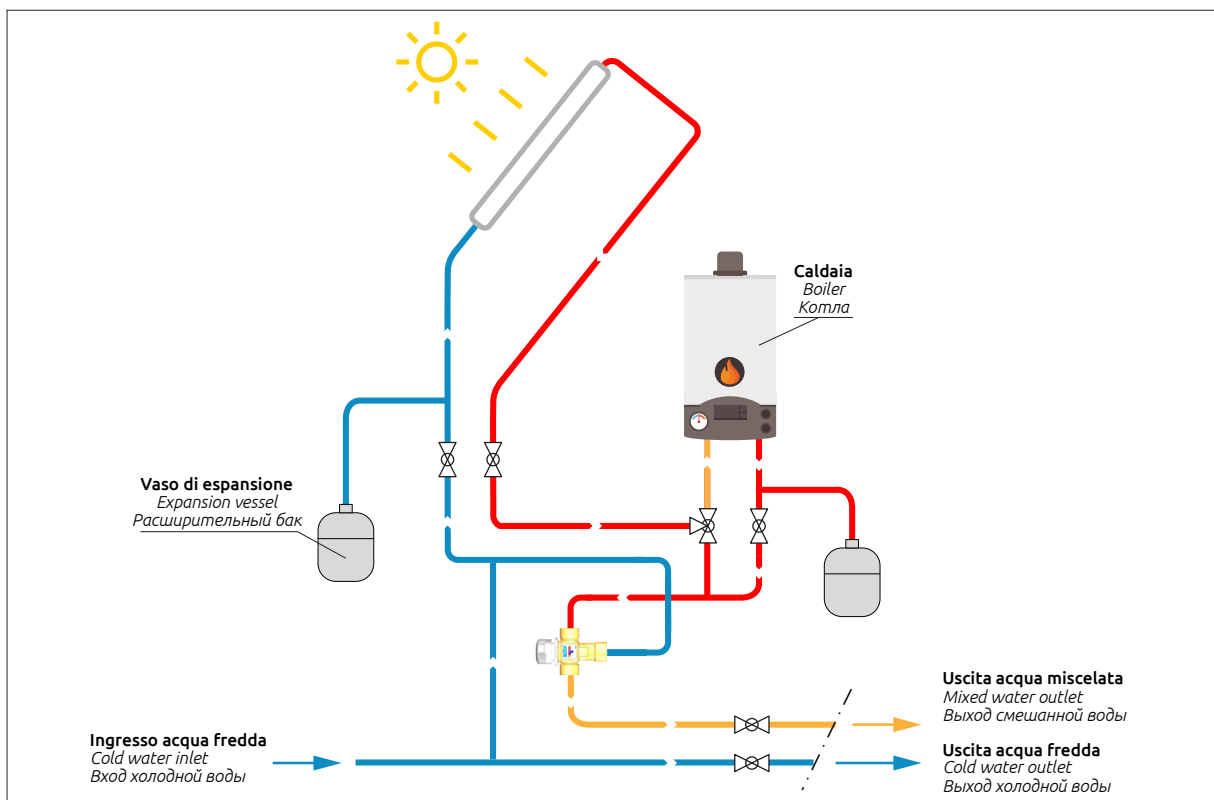 Caldaia
Boiler
Котла
Vaso di espansione
Expansion vessel
Расширительный бак
Uscita acqua miscelata
Mixed water outlet
Выход смешанной воды
Ingresso acqua fredda
Cold water inlet
Вход холодной воды
Uscita acqua fredda
Cold water outlet
Выход холодной воды